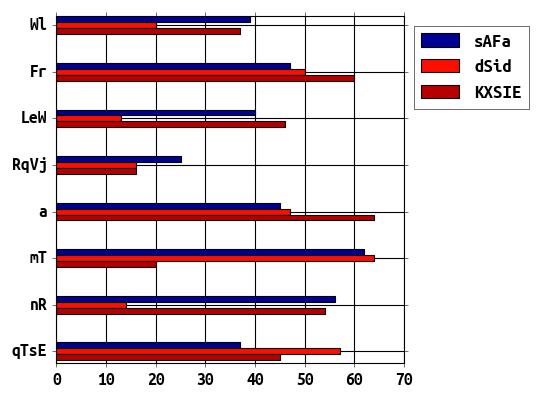 Wl
Fr
LeW
RqVj
a
mT
nR
qTsE
0 10 20 30 40 50 60 70
sAFa
dSid
KXSIE